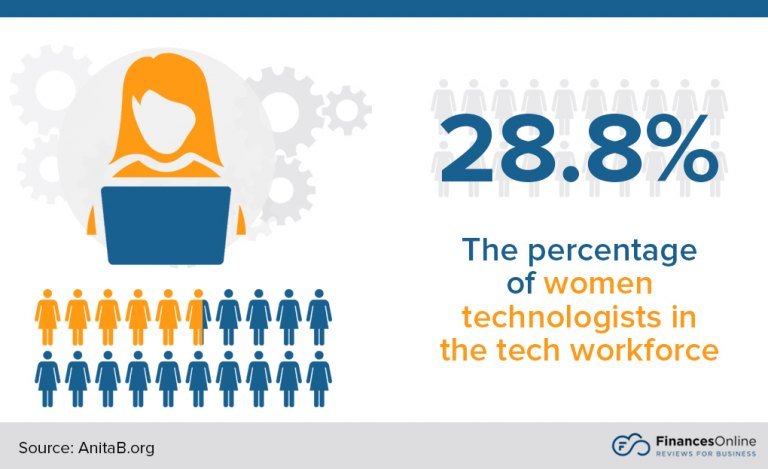 28.8%
The percentage
of women
technologists in
the tech workforce
Source: AnitaB.org
FinancesOnline
REVIEWS FOR BUSINESS